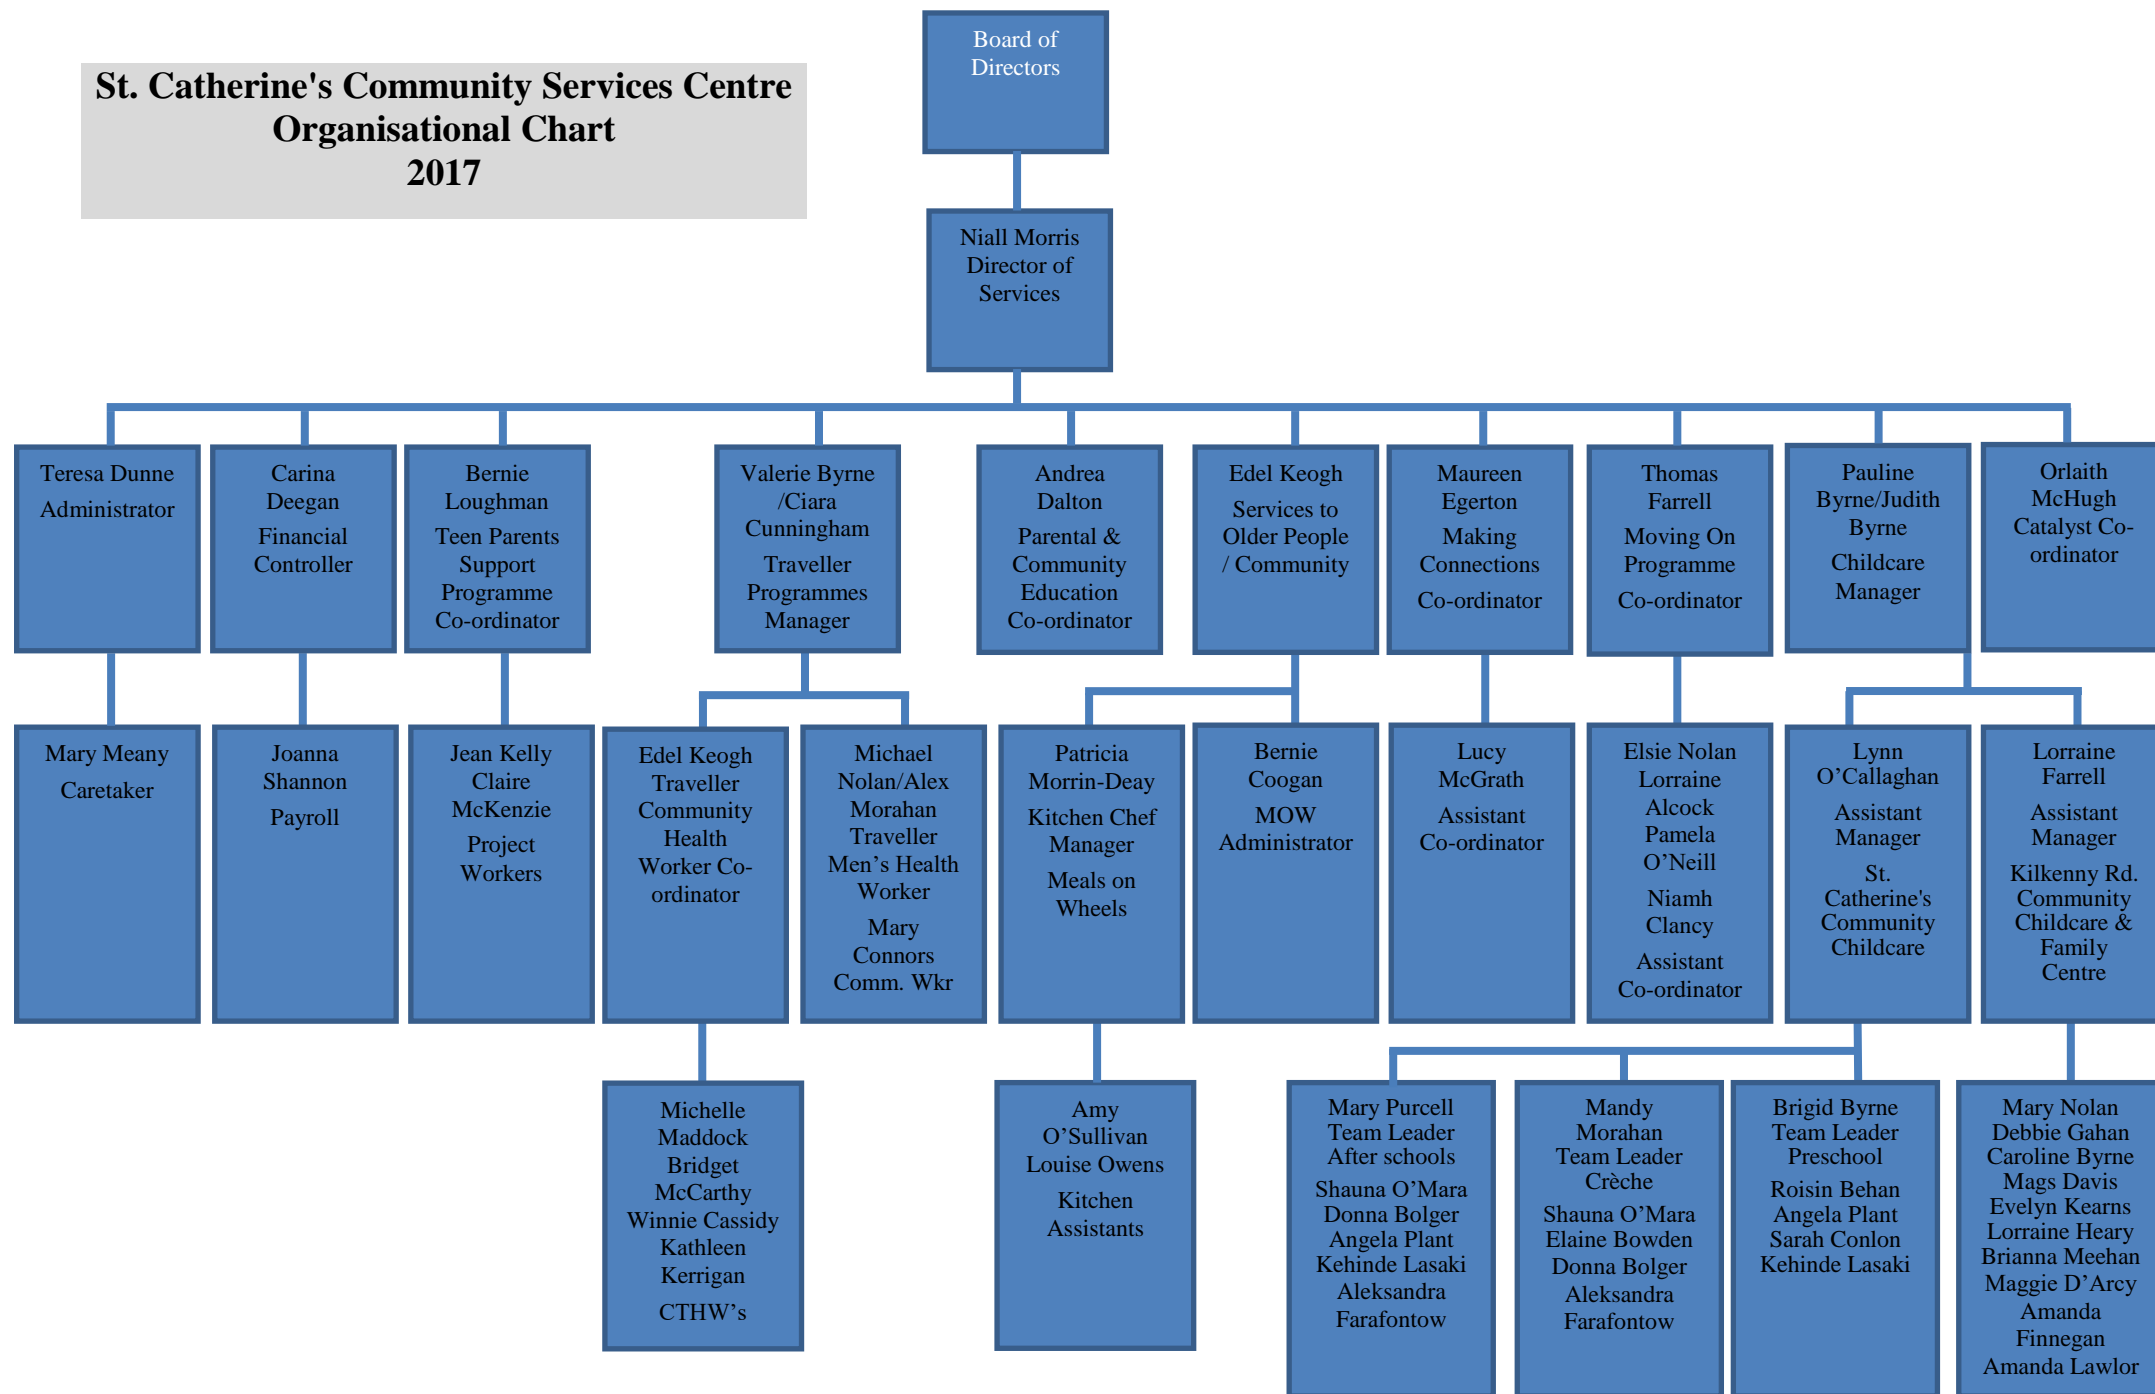 St. Catherine's Community Services Centre
Organisational Chart
2017
Board of
Directors
Niall Morris
Director of
Services
Teresa Dunne
Administrator
Carina
Deegan
Financial
Controller
Bernie
Loughman
Teen Parents
Support
Programme
Co-ordinator
Valerie Byrne
/Ciara
Cunningham
Traveller
Programmes
Manager
Andrea
Dalton
Parental &
Community
Education
Co-ordinator
Edel Keogh
Services to
Older People
/ Community
Maureen
Egerton
Making
Connections
Co-ordinator
Thomas
Farrell
Moving On
Programme
Co-ordinator
Pauline
Byrne/Judith
Byrne
Childcare
Manager
Orlaith
McHugh
Catalyst Co-
ordinator
Mary Meany
Caretaker
Joanna
Shannon
Payroll
Jean Kelly
Claire
McKenzie
Project
Workers
Edel Keogh
Traveller
Community
Health
Worker Co-
ordinator
Michael
Nolan/Alex
Morahan
Traveller
Men’s Health
Worker
Mary
Connors
Comm. Wkr
Patricia
Morrin-Deay
Kitchen Chef
Manager
Meals on
Wheels
Bernie
Coogan
MOW
Administrator
Lucy
McGrath
Assistant
Co-ordinator
Elsie Nolan
Lorraine
Alcock
Pamela
O’Neill
Niamh
Clancy
Assistant
Co-ordinator
Lynn
O’Callaghan
Assistant
Manager
St.
Catherine's
Community
Childcare
Lorraine
Farrell
Assistant
Manager
Kilkenny Rd.
Community
Childcare &
Family
Centre
Michelle
Maddock
Bridget
McCarthy
Winnie Cassidy
Kathleen
Kerrigan
CTHW’s
Amy
O’Sullivan
Louise Owens
Kitchen
Assistants
Mary Purcell
Team Leader
After schools
Shauna O’Mara
Donna Bolger
Angela Plant
Kehinde Lasaki
Aleksandra
Farafontow
Mandy
Morahan
Team Leader
Crèche
Shauna O’Mara
Elaine Bowden
Donna Bolger
Aleksandra
Farafontow
Brigid Byrne
Team Leader
Preschool
Roisin Behan
Angela Plant
Sarah Conlon
Kehinde Lasaki
Mary Nolan
Debbie Gahan
Caroline Byrne
Mags Davis
Evelyn Kearns
Lorraine Heary
Brianna Meehan
Maggie D’Arcy
Amanda
Finnegan
Amanda Lawlor